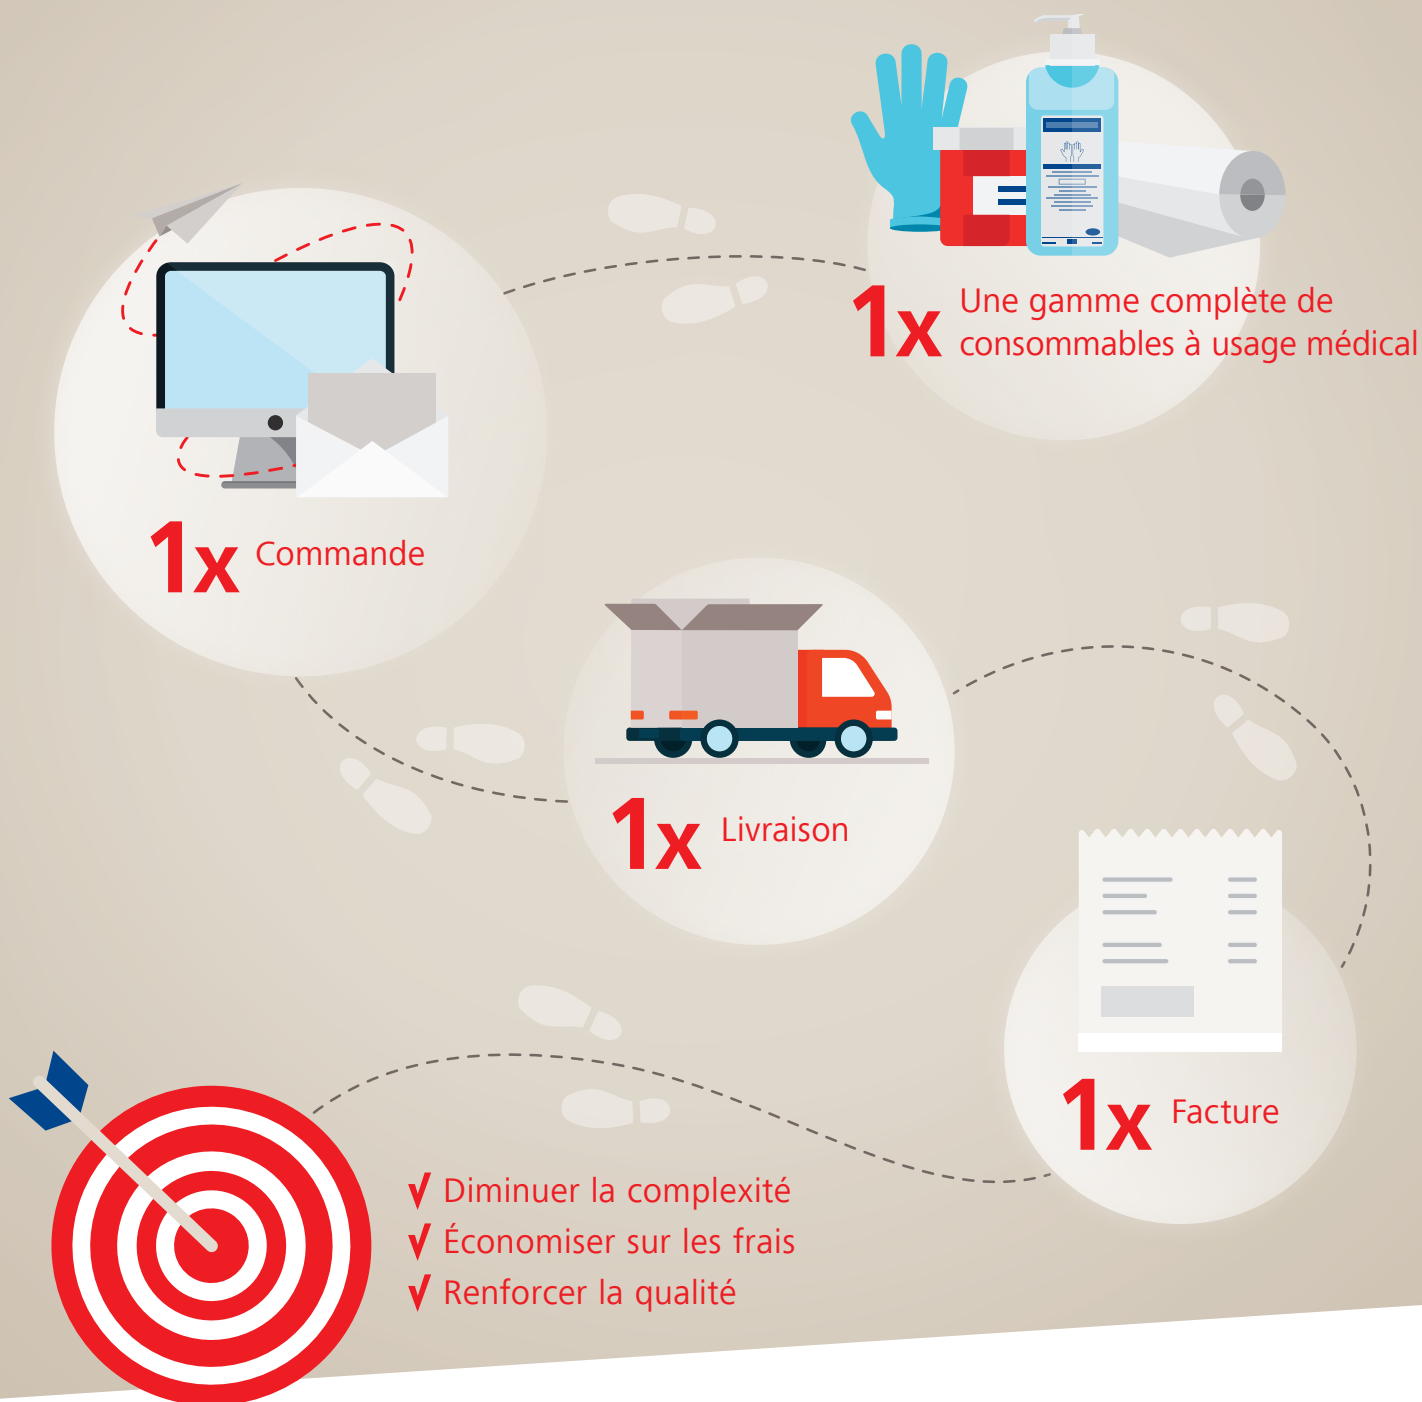 1x Une gamme complète de
consommables à usage médical
1x Commande
1x Livraison
1x Facture
√ Diminuer la complexité
√ Économiser sur les frais
√ Renforcer la qualité